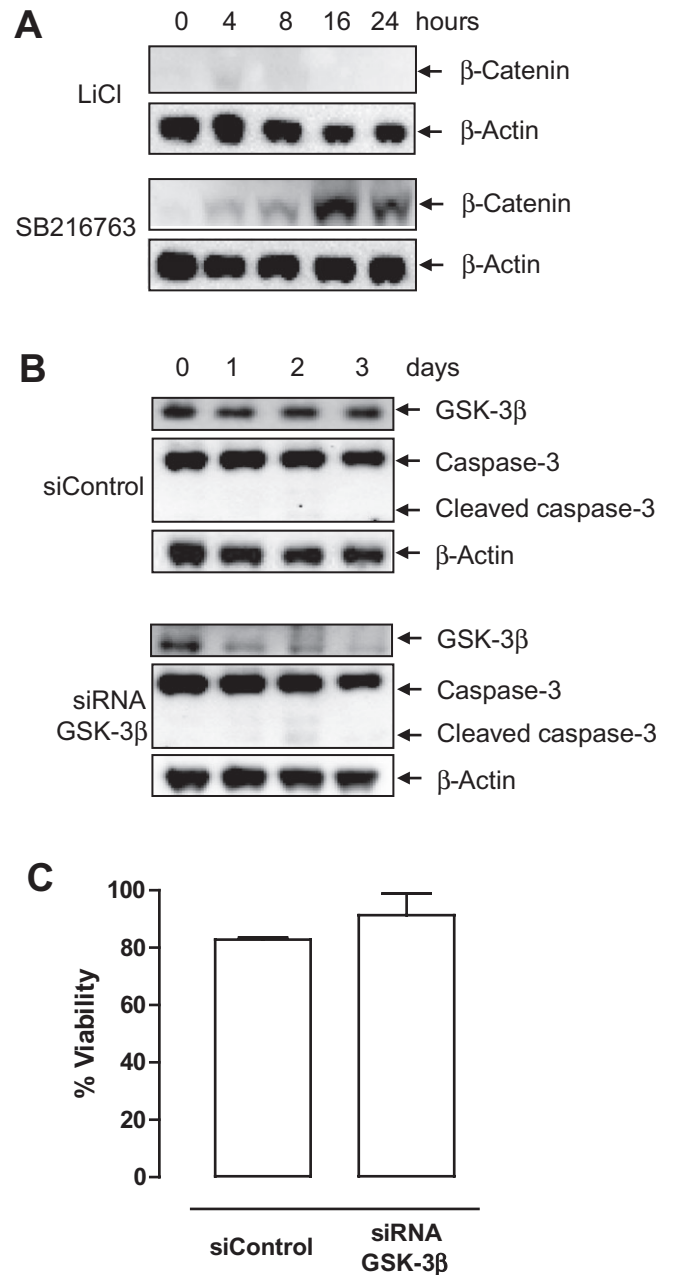 A
0 4 8 16 24 hours
LiCl
β-Catenin
β-Actin
SB216763
β-Catenin
β-Actin
B
0 1 2 3 days
siControl
GSK-3β
Caspase-3
Cleaved caspase-3
β-Actin
siRNA
GSK-3β
GSK-3β
Caspase-3
Cleaved caspase-3
β-Actin
C
% Viability
100
80
60
40
20
0
siControl
siRNA
GSK-3β